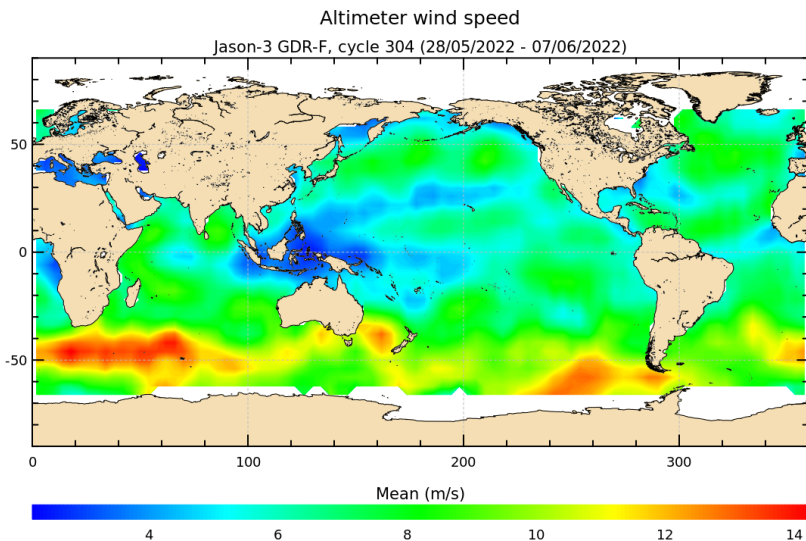 Altimeter wind speed
Jason-3 GDR-F, cycle 304 (28/05/2022 - 07/06/2022)
50
0
-50
0 100 200 300
Mean (m/s)
4 6 8 10 12 14